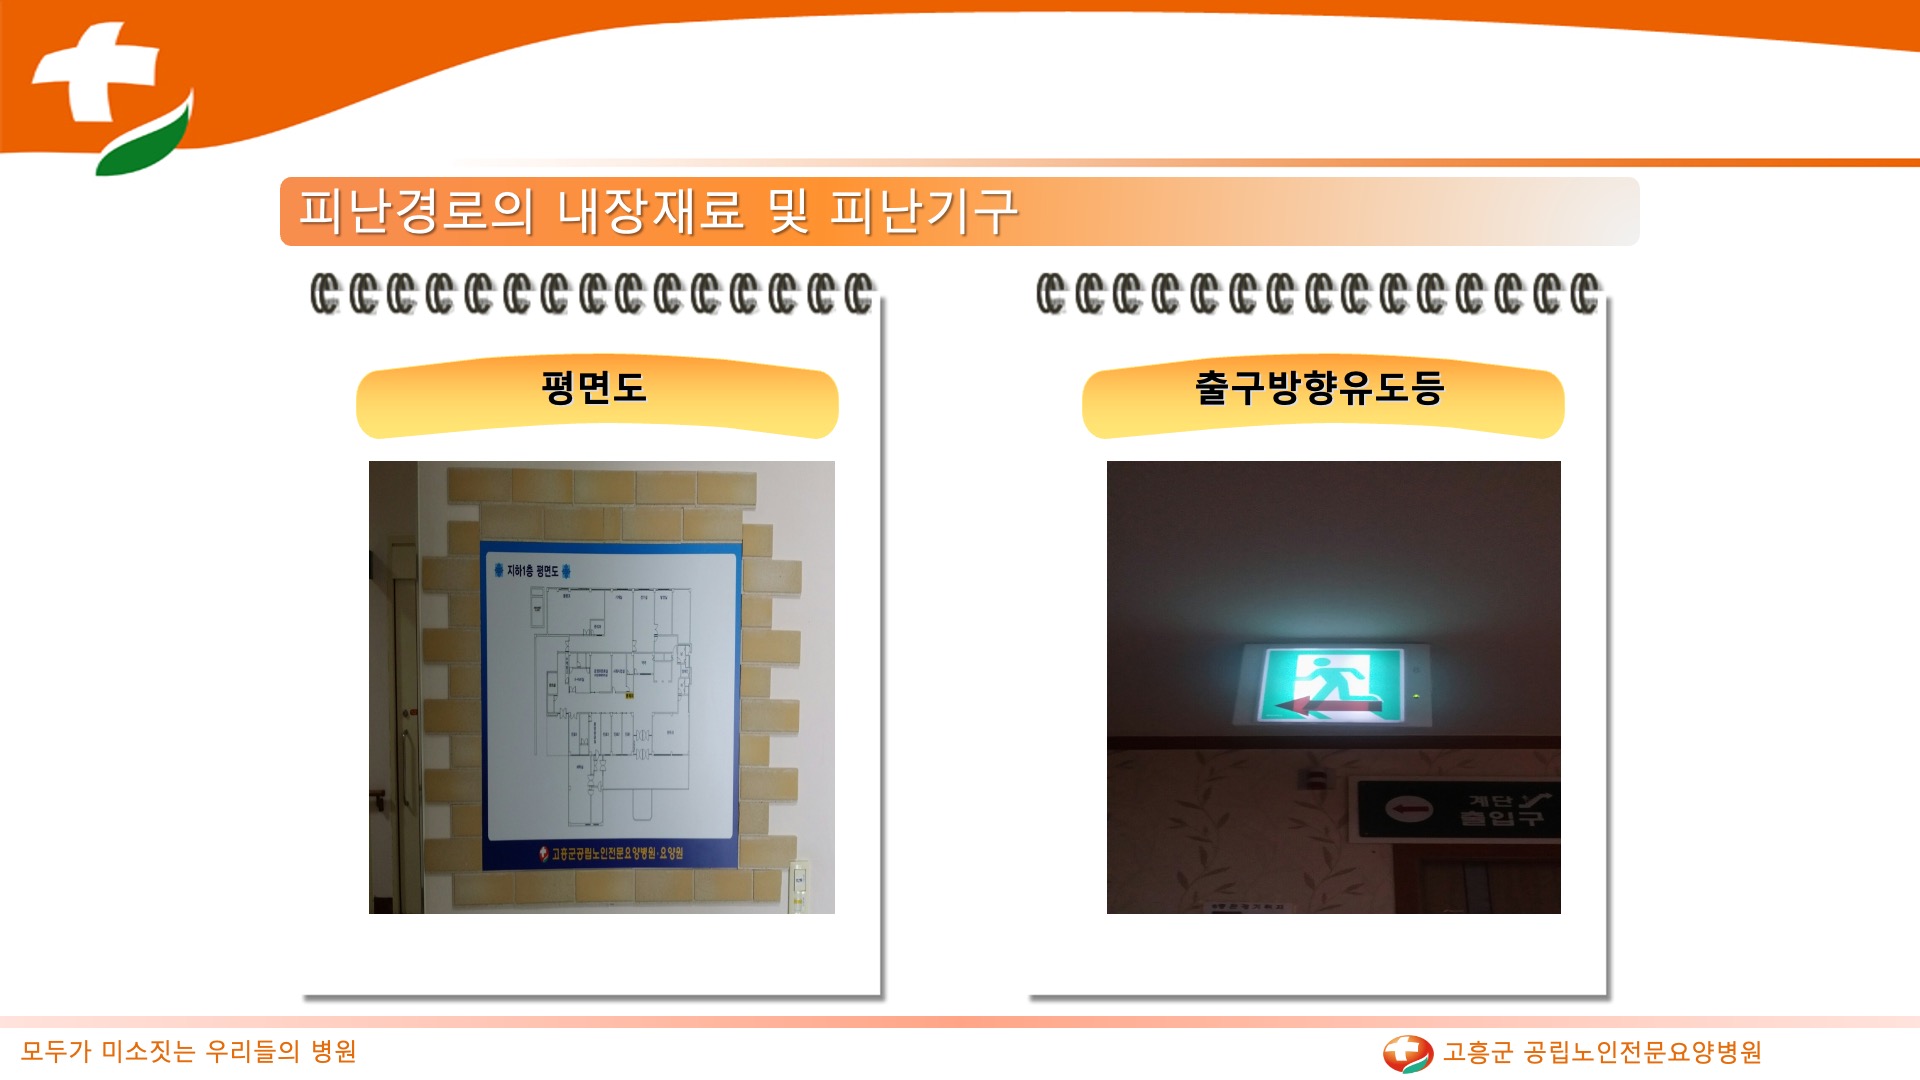 피난경로의 내장재료 및 피난기구
평면도
출구방향유도등
지하1층 평면도
고흥군공립노인전문요양병원·요양원
계단
출입구
모두가 미소짓는 우리들의 병원
고흥군 공립노인전문요양병원